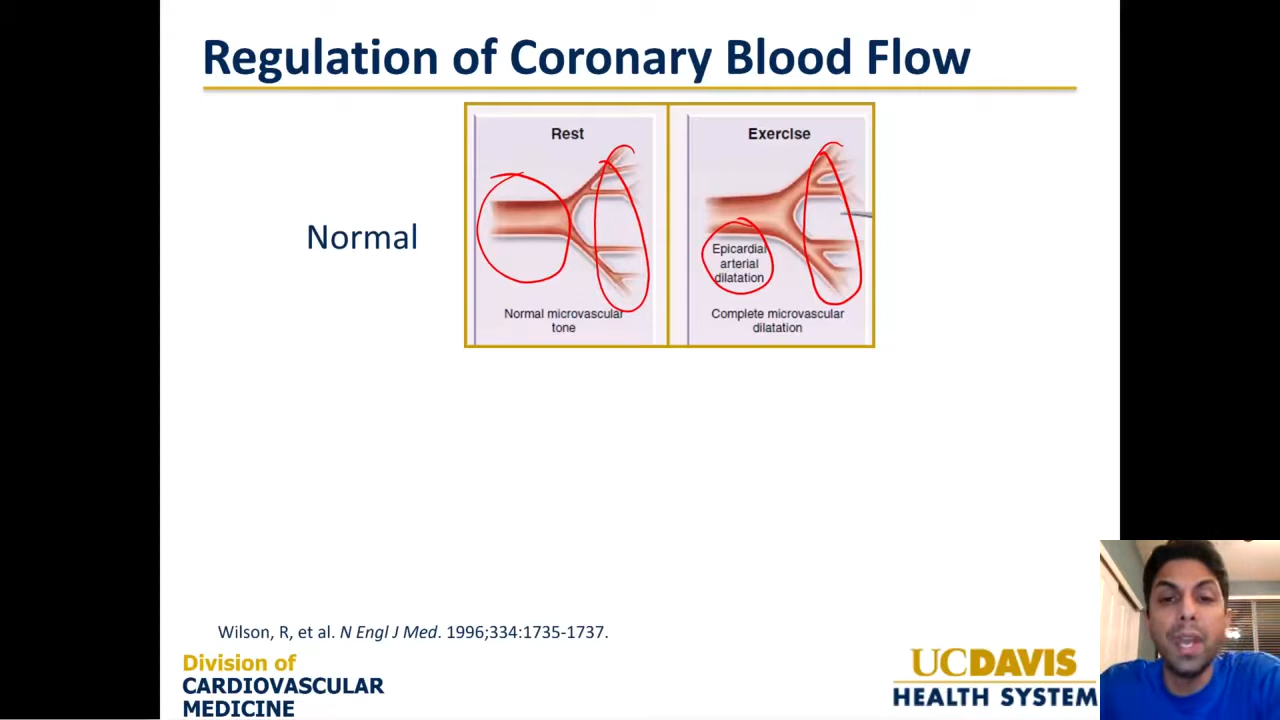 Regulation of Coronary Blood Flow
Rest
Exercise
Normal
Epicardial
arterial
dilatation
Normal microvascular
tone
Complete microvascular
dilatation
Wilson, R, et al. N Engl J Med. 1996;334:1735-1737.
Division of
CARDIOVASCULAR
MEDICINE
UCDAVIS
HEALTH SYSTEM